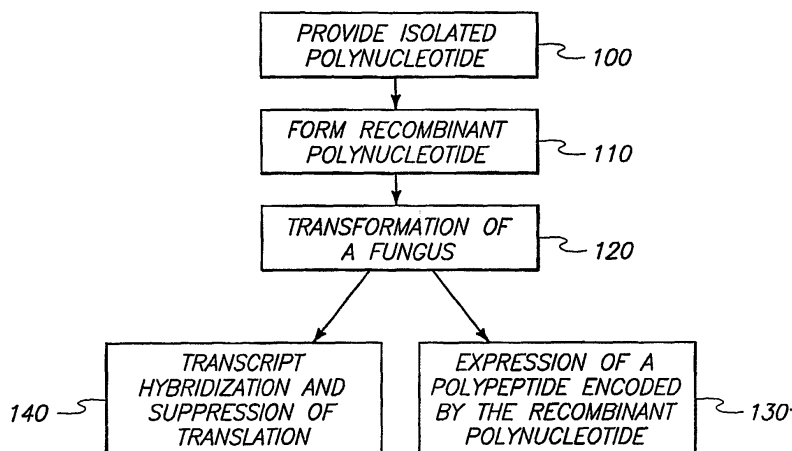 PROVIDE ISOLATED
POLYNUCLEOTIDE
100
FORM RECOMBINANT
POLYNUCLEOTIDE
110
TRANSFORMATION OF
A FUNGUS
120
TRANSCRIPT
HYBRIDIZATION AND
SUPPRESSION OF
TRANSLATION
140
EXPRESSION OF A
POLYPEPTIDE ENCODED
BY THE RECOMBINANT
POLYNUCLEOTIDE
130